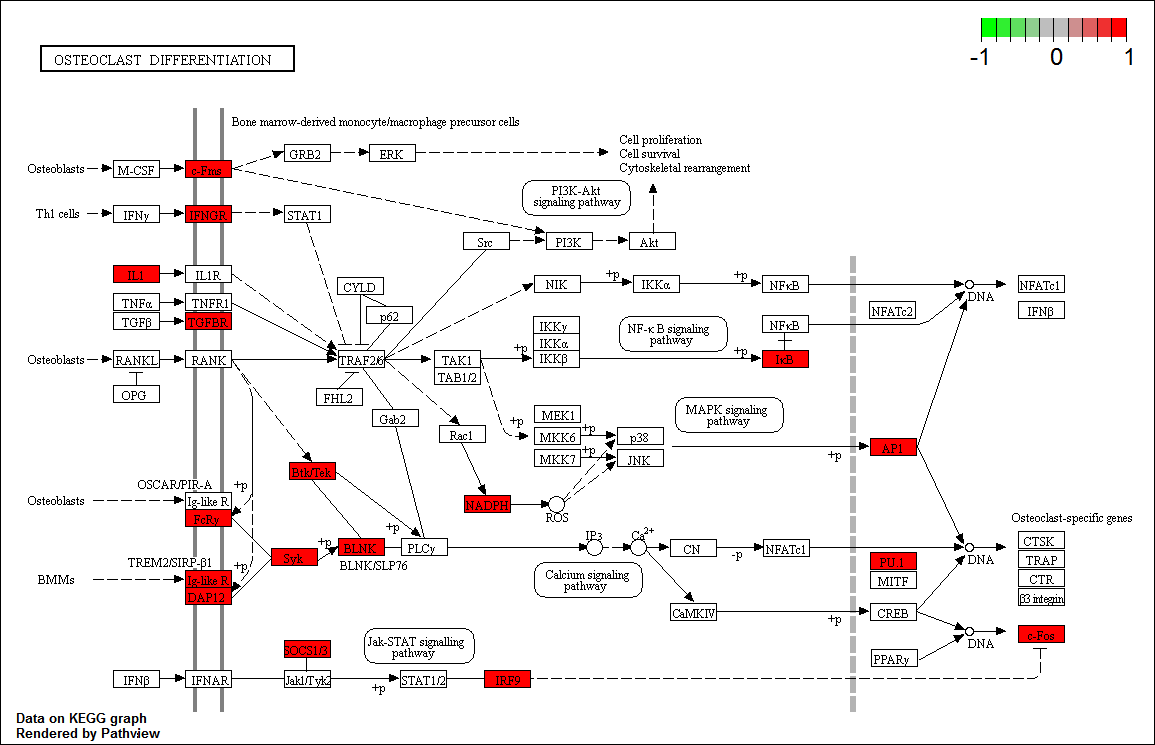 -1 0 1
OSTEOCLAST DIFFERENTIATION
Bone marrow-derived monocyte/macrophage precursor cells
Osteoblasts
M-CSF
c-Fms
GRB2
ERK
Cell proliferation
Cell survival
Cytoskeletal rearrangement
PI3K-Akt
signaling pathway
Th1 cells
IFNγ
IFNGR
STAT1
Src
PI3K
Akt
IL1
IL1R
CYLD
p62
NIK
+p
IKKα
+p
NFκB
DNA
NFATc1
IFNβ
TNFα
TNFR1
TGFβ
TGFBR
NFATc2
IKKγ
IKKα
IKKβ
+p
NF-κ B signaling
pathway
NFκB
+p
IκB
Osteoblasts
RANKL
RANK
TRAF26
TAK1
TAB1/2
OPG
FHL2
Gab2
Rac1
+p
MEK1
MKK6
+p
p38
MKK7
+p
JNK
MAPK signaling
pathway
+p
AP1
Btk/Tek
OSCAR/PIR-A
+p
Osteoblasts
Ig-like R
FcRγ
NADPH
ROS
+p
Syk
+p
BLNK
BLNK/SLP76
PLCγ
IP3
Ca2+
CN
-p
NFATc1
DNA
Osteoclast-specific genes
CTSK
TRAP
CTR
β3 integrin
PU.1
MITF
TREM2/SIRP-β1
+p
BMMs
Ig-like R
DAP12
Calcium signaling
pathway
CaMKIV
+p
CREB
DNA
c-Fos
PPARγ
SOCS1/3
Jak-STAT signalling
pathway
IFNβ
IFNAR
Jak1/Tyk2
+p
STAT1/2
IRF9
Data on KEGG graph
Rendered by Pathview